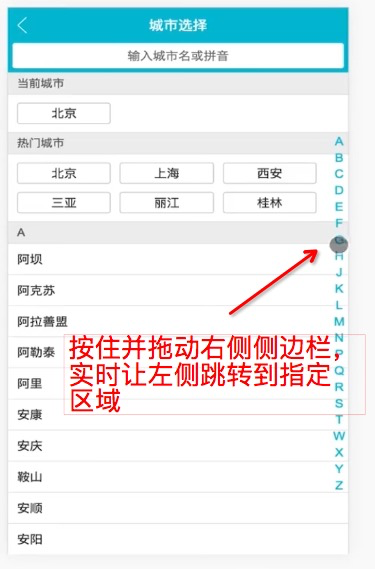 城市选择
输入城市名或拼音
当前城市
北京
热门城市
北京 上海 西安
三亚 丽江 桂林
A
阿坝
阿克苏
阿拉善盟
阿勒泰
阿里
安康
安庆
鞍山
安顺
安阳
A
B
C
D
E
F
G
H
J
K
L
M
N
P
Q
R
S
T
W
X
Y
Z
按住并拖动右侧侧边栏,
实时让左侧跳转到指定
区域